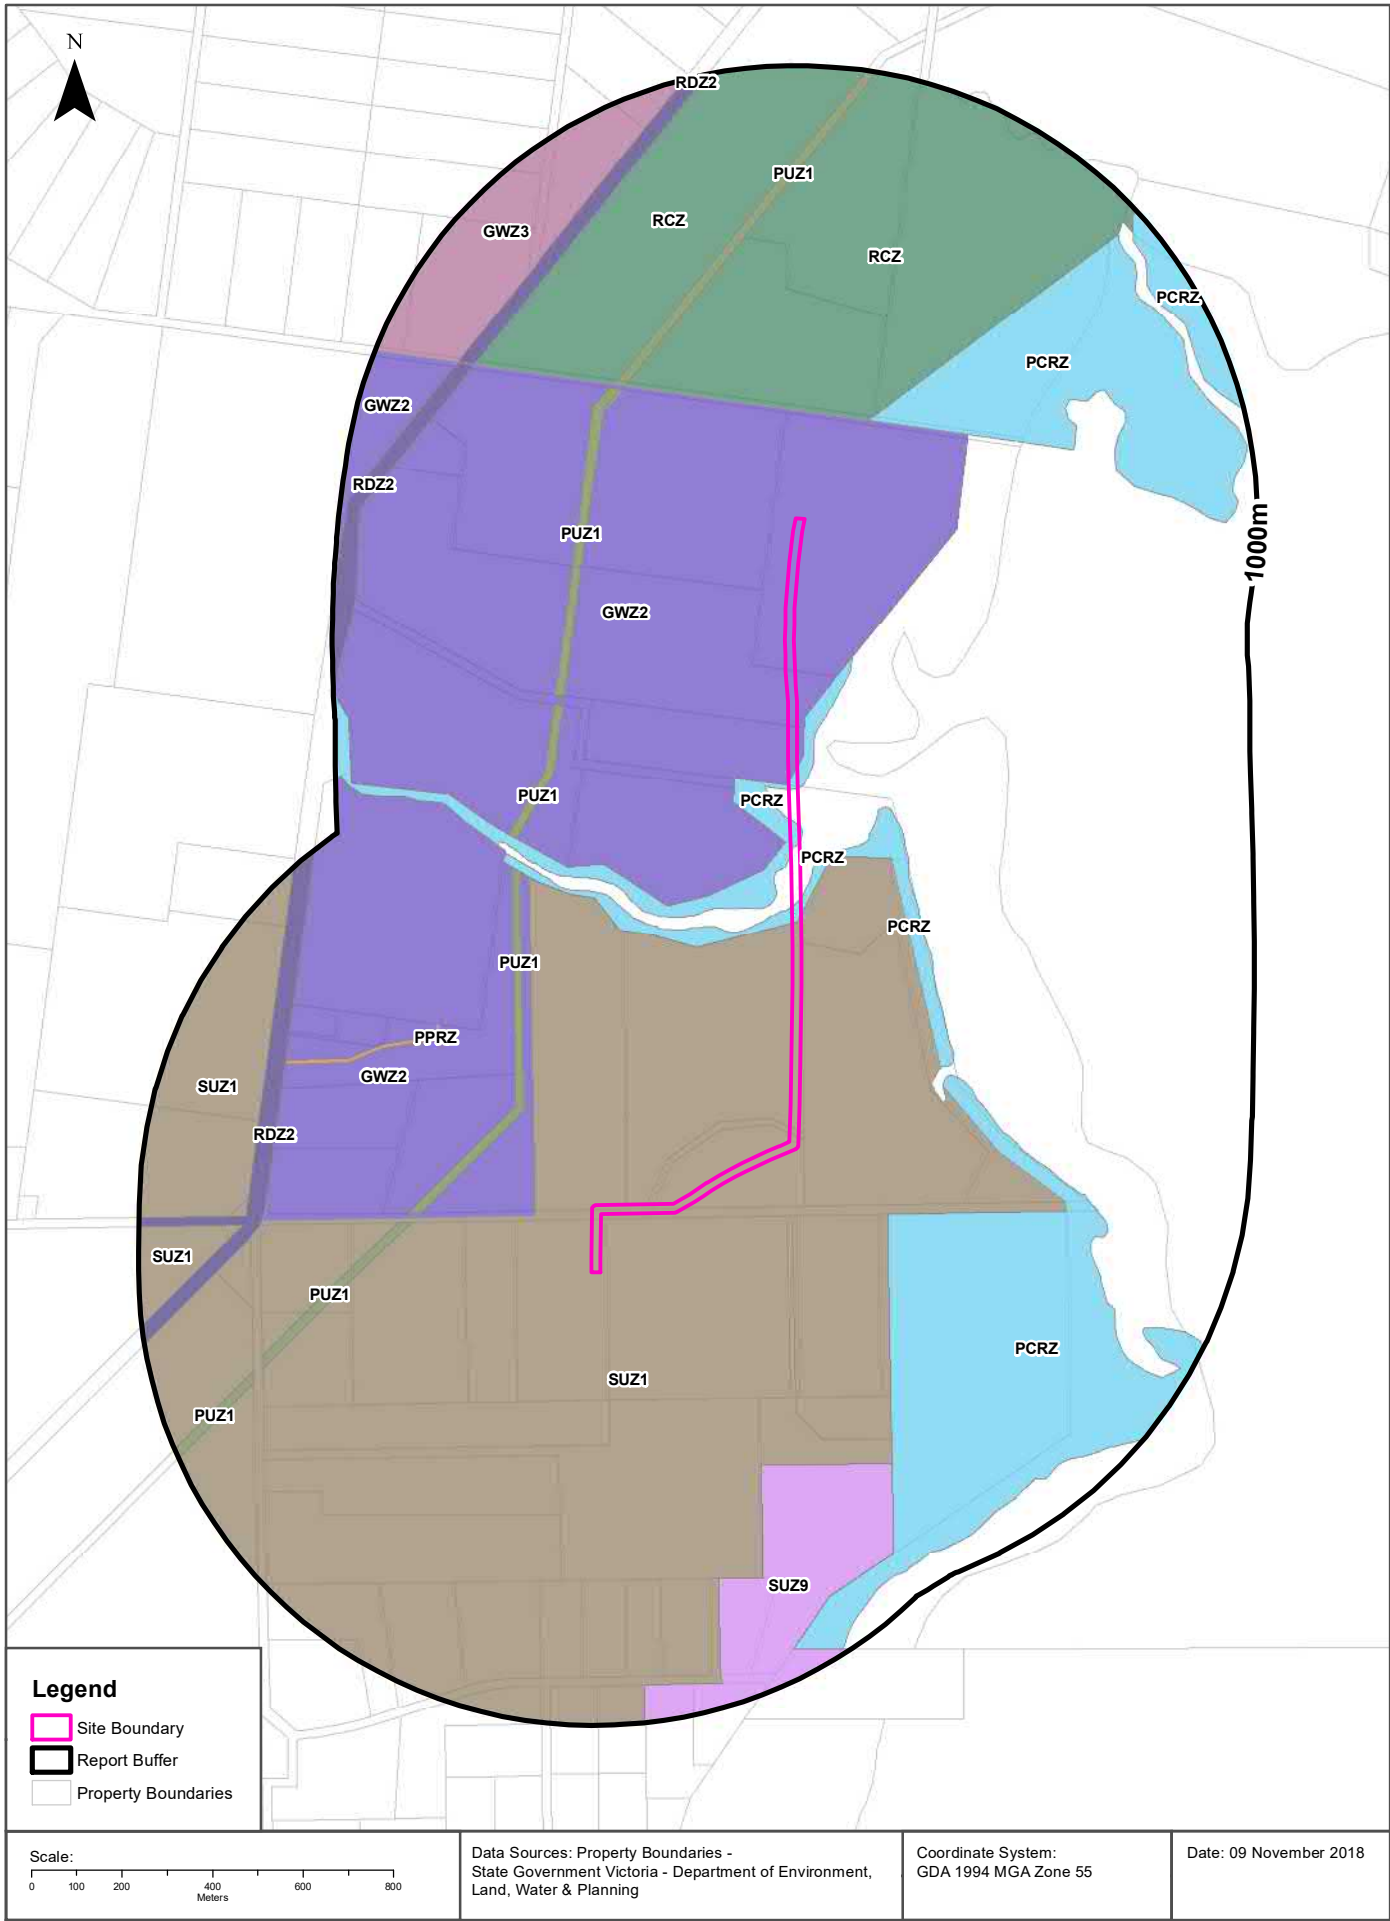 N
RDZ2
PUZ1
RCZ
GWZ3
RCZ
PCRZ
PCRZ
GWZ2
RDZ2
PUZ1
1000m
GWZ2
PUZ1
PCRZ
PCRZ
PCRZ
PUZ1
PPRZ
GWZ2
SUZ1
RDZ2
SUZ1
PUZ1
PCRZ
SUZ1
PUZ1
SUZ9
Legend
Site Boundary
Report Buffer
Property Boundaries
Scale:
0 100 200 400 600 800
Meters
Data Sources: Property Boundaries -
State Government Victoria - Department of Environment,
Land, Water & Planning
Coordinate System:
GDA 1994 MGA Zone 55
Date: 09 November 2018